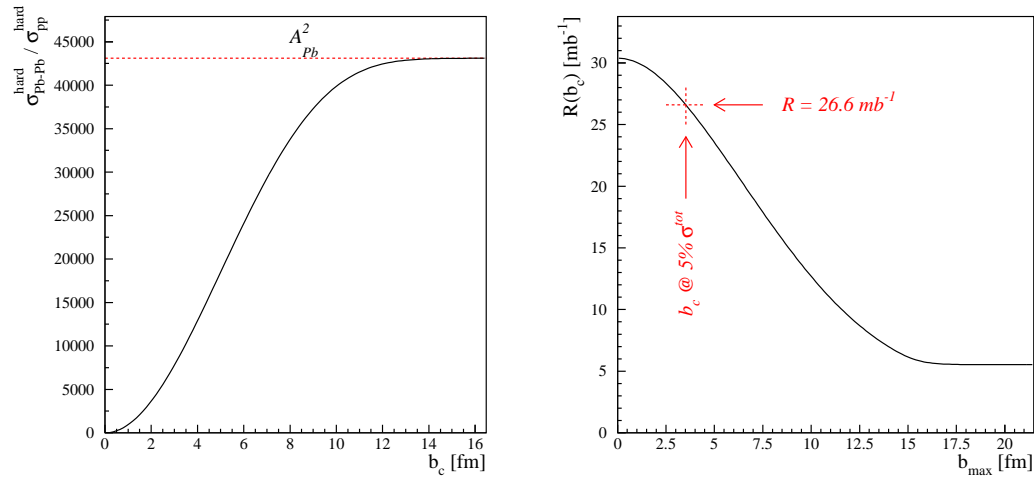 σ^hard_Pb-Pb / σ^hard_pp
A^2_Pb
45000
40000
35000
30000
25000
20000
15000
10000
5000
0
0 2 4 6 8 10 12 14 16
b_c [fm]
R(b_c) [mb^-1]
35
30
25
20
15
10
5
0
R = 26.6 mb^-1
b_c @ 5% σ^tot
0 2.5 5 7.5 10 12.5 15 17.5 20
b_max [fm]